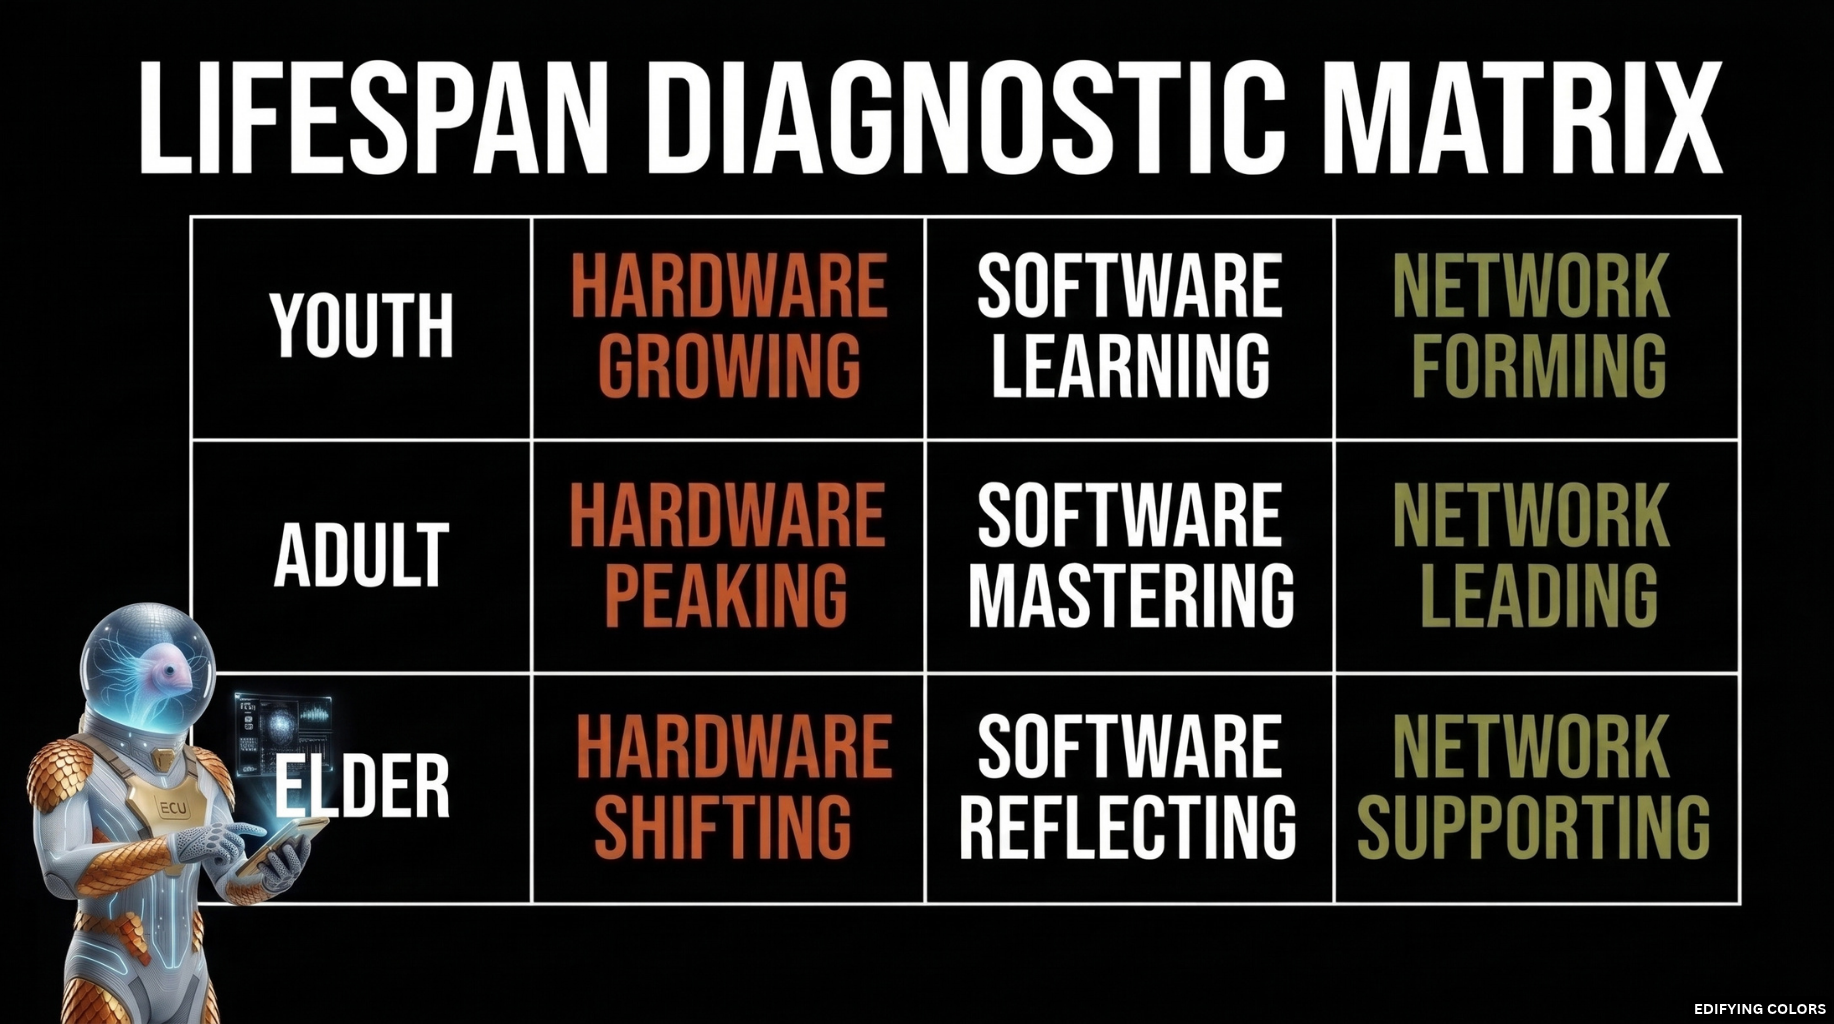 LIFESPAN DIAGNOSTIC MATRIX
YOUTH
HARDWARE
GROWING
SOFTWARE
LEARNING
NETWORK
FORMING
ADULT
HARDWARE
PEAKING
SOFTWARE
MASTERING
NETWORK
LEADING
ELDER
HARDWARE
SHIFTING
SOFTWARE
REFLECTING
NETWORK
SUPPORTING
ECU
EDIFYING COLORS